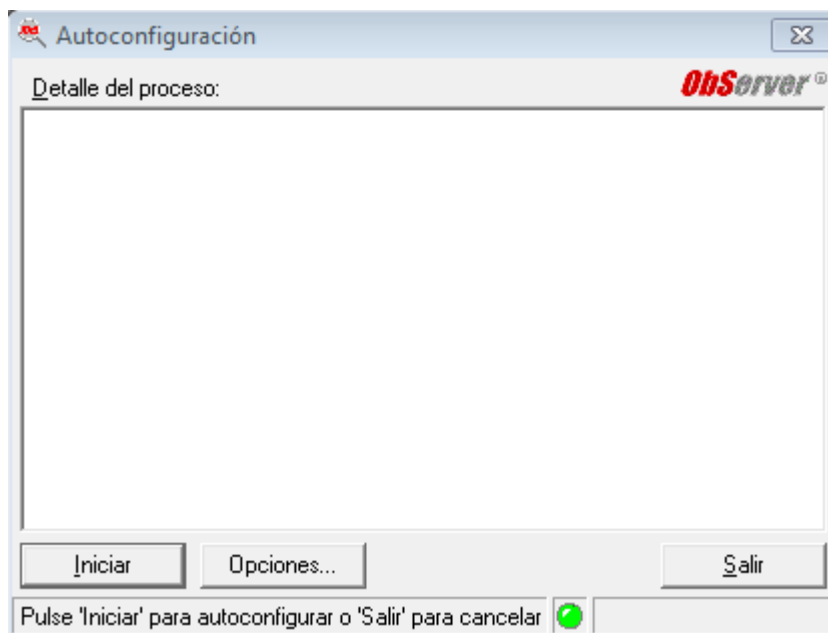 Autoconfiguración
Detalle del proceso:
ObServer ®
Iniciar
Opciones...
Salir
Pulse 'Iniciar' para autoconfigurar o 'Salir' para cancelar